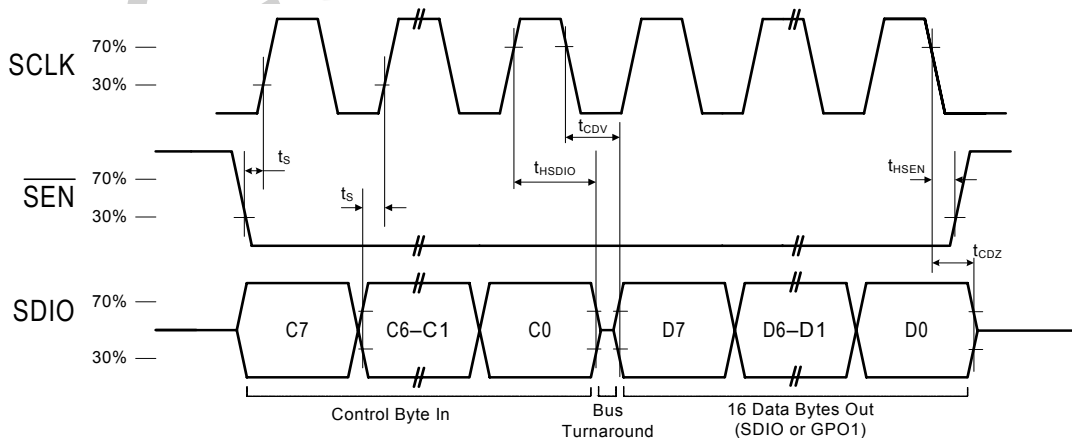 SCLK
70%
30%
tCDV
tS
tHSDIO
tHSEN
SEN
70%
30%
tS
tCDZ
SDIO
70%
30%
C7
C6–C1
C0
D7
D6–D1
D0
Control Byte In
Bus
Turnaround
16 Data Bytes Out
(SDIO or GPO1)